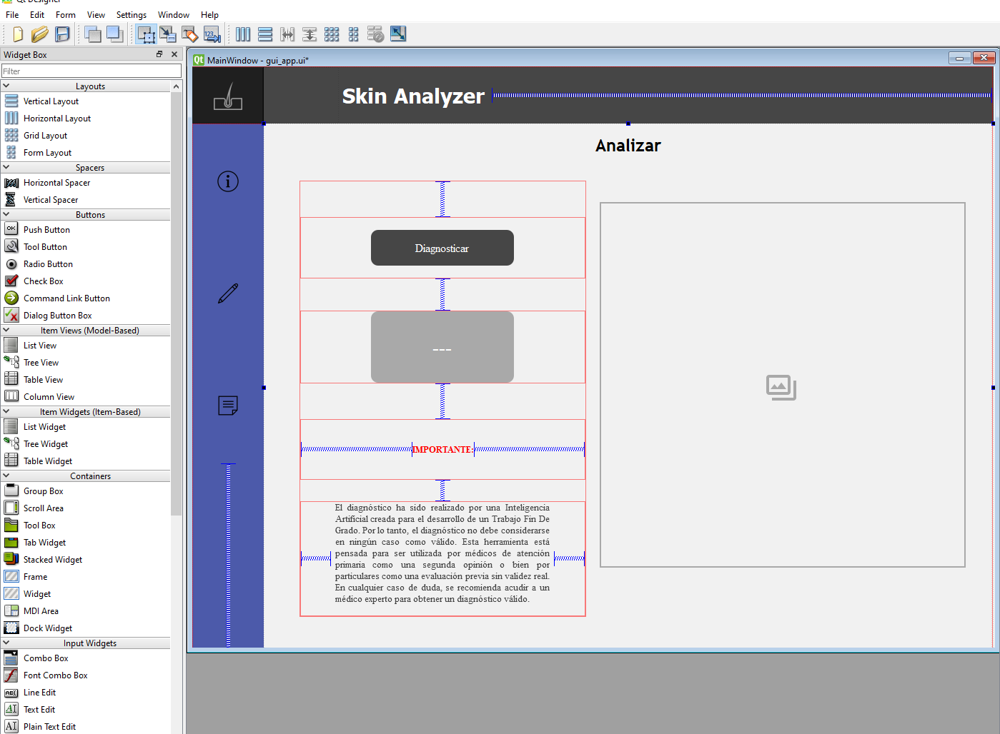 Qt Designer
File Edit Form View Settings Window Help
Widget Box
Filter
Layouts
Vertical Layout
Horizontal Layout
Grid Layout
Form Layout
Spacers
Horizontal Spacer
Vertical Spacer
Buttons
Push Button
Tool Button
Radio Button
Check Box
Command Link Button
Dialog Button Box
Item Views (Model-Based)
List View
Tree View
Table View
Column View
Item Widgets (Item-Based)
List Widget
Tree Widget
Table Widget
Containers
Group Box
Scroll Area
Tool Box
Tab Widget
Stacked Widget
Frame
Widget
MDI Area
Dock Widget
Input Widgets
Combo Box
Font Combo Box
Line Edit
Text Edit
Plain Text Edit
MainWindow - gui_app.ui*
Skin Analyzer
Analizar
Diagnosticar
---
IMPORTANTE:
El diagnóstico ha sido realizado por una Inteligencia
Artificial creada para el desarrollo de un Trabajo Fin De
Grado. Por lo tanto, el diagnóstico no debe considerarse
en ningún caso como válido. Esta herramienta está
pensada para ser utilizada por médicos de atención
primaria como una segunda opinión o bien por
particulares como una evaluación previa sin validez real.
En cualquier caso de duda, se recomienda acudir a un
médico experto para obtener un diagnóstico válido.